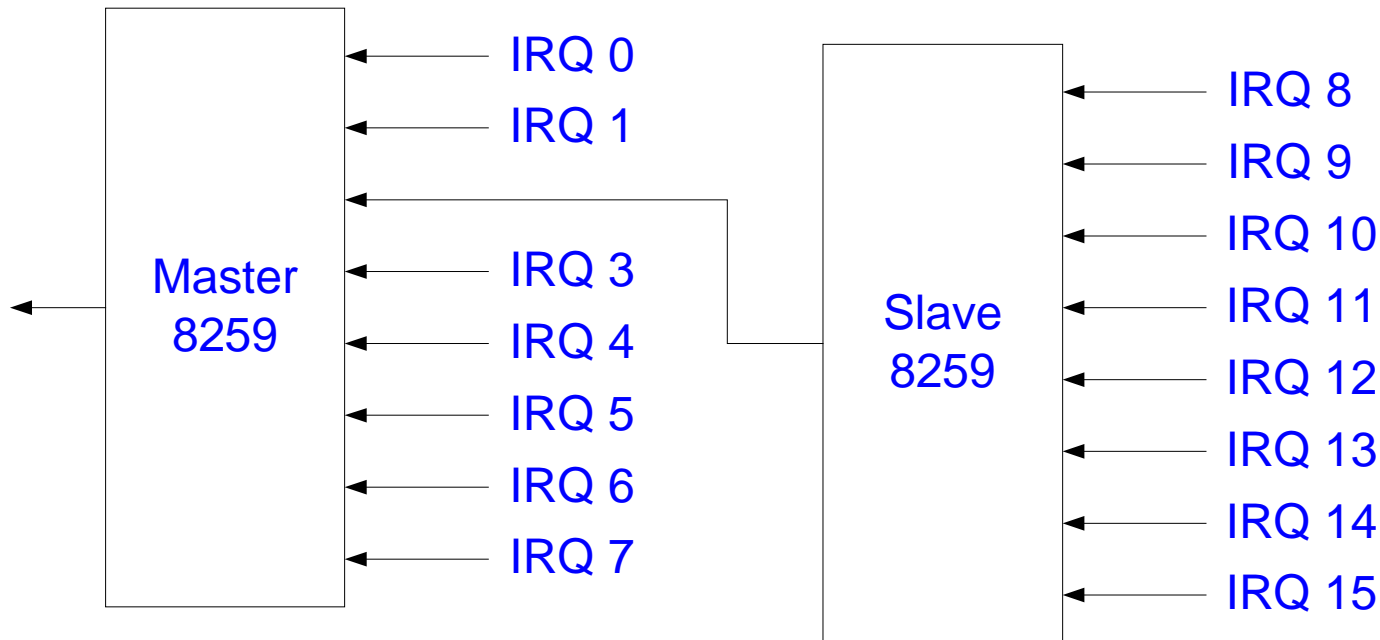 Master
8259
IRQ 0
IRQ 1
IRQ 3
IRQ 4
IRQ 5
IRQ 6
IRQ 7
Slave
8259
IRQ 8
IRQ 9
IRQ 10
IRQ 11
IRQ 12
IRQ 13
IRQ 14
IRQ 15